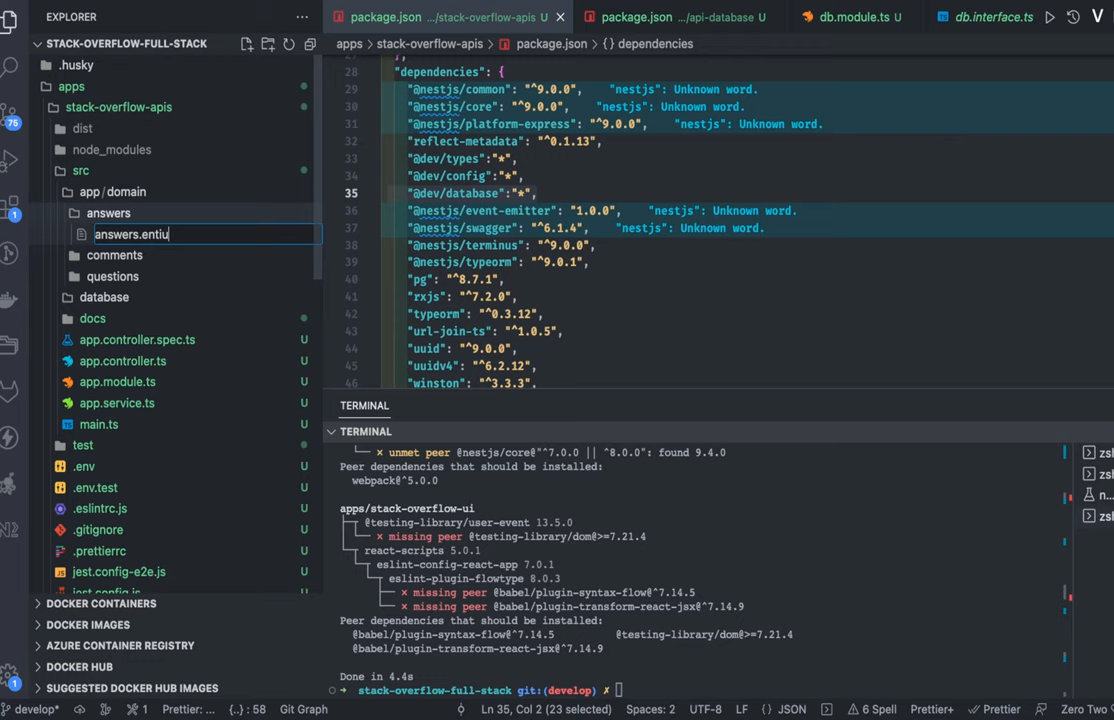 EXPLORER
STACK-OVERFLOW-FULL-STACK
.husky
apps
stack-overflow-apis
dist
node_modules
src
app / domain
answers
answers.entiu
comments
questions
database
docs
app.controller.spec.ts U
app.controller.ts U
app.module.ts U
app.service.ts U
main.ts U
test
.env U
.env.test U
.eslintrc.js U
.gitignore U
.prettierrc U
jest.config-e2e.js U
jest.config.js U
DOCKER CONTAINERS
DOCKER IMAGES
AZURE CONTAINER REGISTRY
DOCKER HUB
SUGGESTED DOCKER HUB IMAGES
75
1
N2
1
package.json .../stack-overflow-apis U
package.json .../api-database U
db.module.ts U
db.interface.ts
V
apps > stack-overflow-apis > package.json > {} dependencies
27 },
28 "dependencies": {
29 "@nestjs/common": "^9.0.0", "nestjs": Unknown word.
30 "@nestjs/core": "^9.0.0", "nestjs": Unknown word.
31 "@nestjs/platform-express": "^9.0.0", "nestjs": Unknown word.
32 "reflect-metadata": "^0.1.13",
33 "@dev/types":"*",
34 "@dev/config":"*",
35 "@dev/database":"*",
36 "@nestjs/event-emitter": "1.0.0", "nestjs": Unknown word.
37 "@nestjs/swagger": "^6.1.4", "nestjs": Unknown word.
38 "@nestjs/terminus": "^9.0.0",
39 "@nestjs/typeorm": "^9.0.1",
40 "pg": "^8.7.1",
41 "rxjs": "^7.2.0",
42 "typeorm": "^0.3.12",
43 "url-join-ts": "^1.0.5",
44 "uuid": "^9.0.0",
45 "uuidv4": "^6.2.12",
46 "winston": "^3.3.3",
TERMINAL
TERMINAL
└── ✕ unmet peer @nestjs/core@"^7.0.0 || ^8.0.0": found 9.4.0
Peer dependencies that should be installed:
webpack@^5.0.0
apps/stack-overflow-ui
├─┬ @testing-library/user-event 13.5.0
│ └── ✕ missing peer @testing-library/dom@>=7.21.4
└─┬ react-scripts 5.0.1
└─┬ eslint-config-react-app 7.0.1
└─┬ eslint-plugin-flowtype 8.0.3
├── ✕ missing peer @babel/plugin-syntax-flow@^7.14.5
└── ✕ missing peer @babel/plugin-transform-react-jsx@^7.14.9
Peer dependencies that should be installed:
@babel/plugin-syntax-flow@^7.14.5 @testing-library/dom@>=7.21.4
@babel/plugin-transform-react-jsx@^7.14.9
Done in 4.4s
➜ stack-overflow-full-stack git:(develop) ✗
zsh
zsh
n...
zsh
develop* 1 Prettier: ... {..} : 58 Git Graph Ln 35, Col 2 (23 selected) Spaces: 2 UTF-8 LF {} JSON 6 Spell Prettier+ Prettier Zero Two